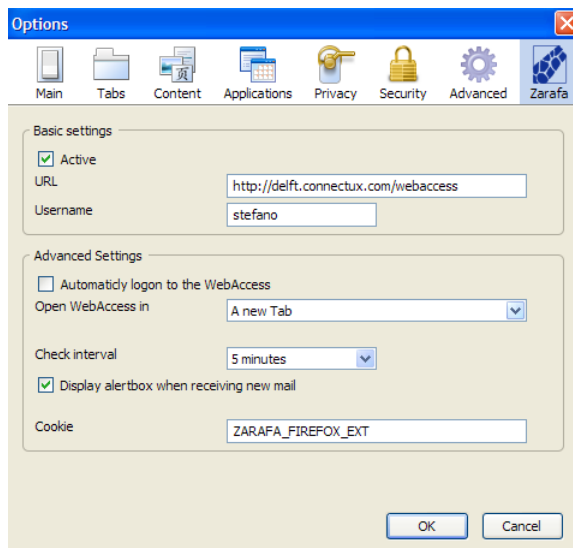 Options
Main Tabs Content Applications Privacy Security Advanced Zarafa
Basic settings
Active
URL http://delft.connectux.com/webaccess
Username stefano
Advanced Settings
Automaticly logon to the WebAccess
Open WebAccess in A new Tab
Check interval 5 minutes
Display alertbox when receiving new mail
Cookie ZARAFA_FIREFOX_EXT
OK Cancel